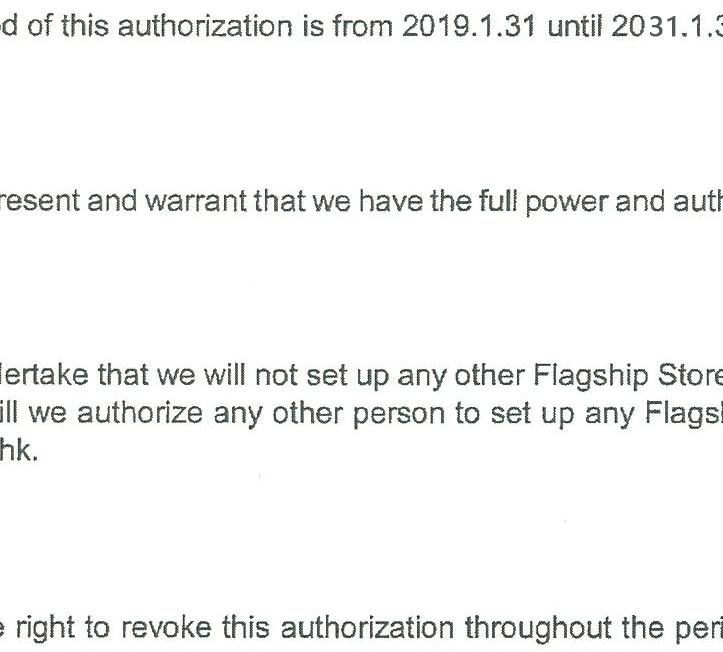 d of this authorization is from 2019.1.31 until 2031.1.3
resent and warrant that we have the full power and auth
dertake that we will not set up any other Flagship Store
ill we authorize any other person to set up any Flagsh
hk.
e right to revoke this authorization throughout the peri